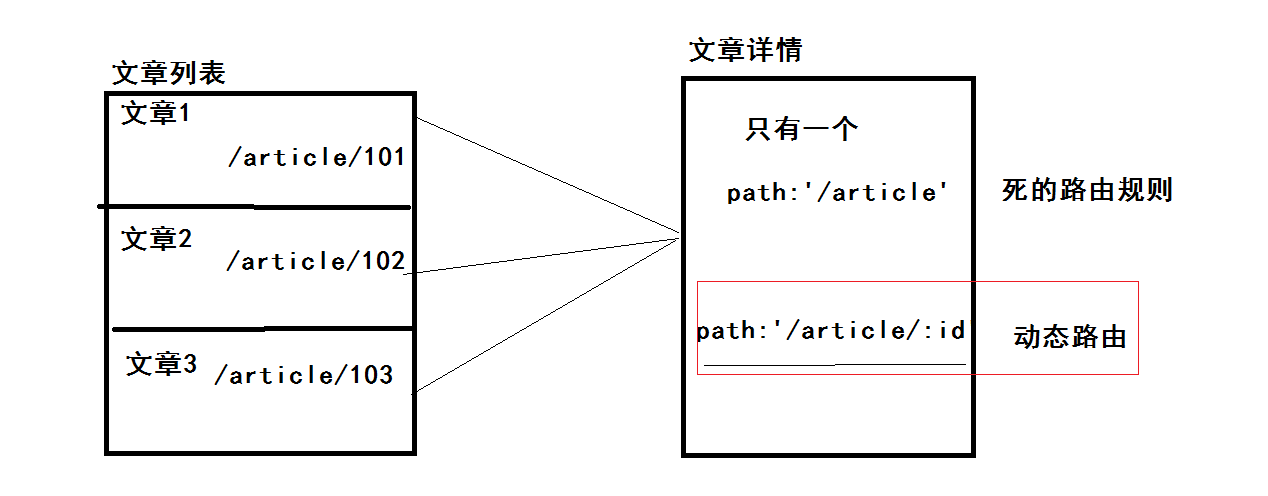 文章列表
文章1
/article/101
文章2
/article/102
文章3
/article/103
文章详情
只有一个
path:'/article'
死的路由规则
path:'/article/:id'
动态路由